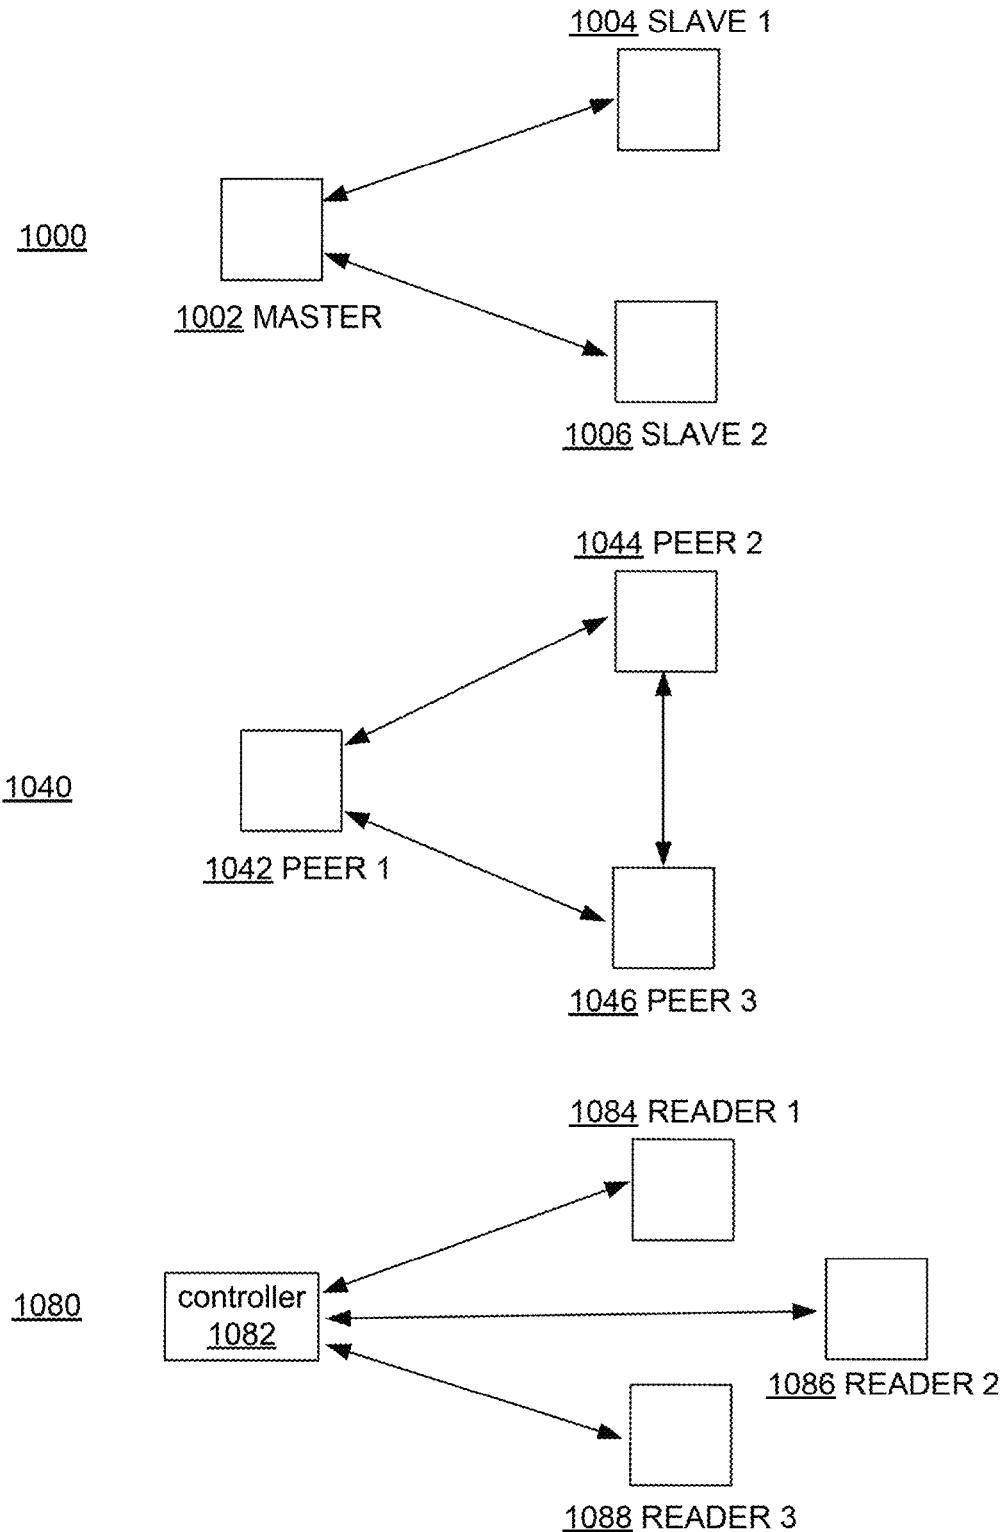 1004 SLAVE 1
1000
1002 MASTER
1006 SLAVE 2
1044 PEER 2
1040
1042 PEER 1
1046 PEER 3
1084 READER 1
1080
controller
1082
1086 READER 2
1088 READER 3